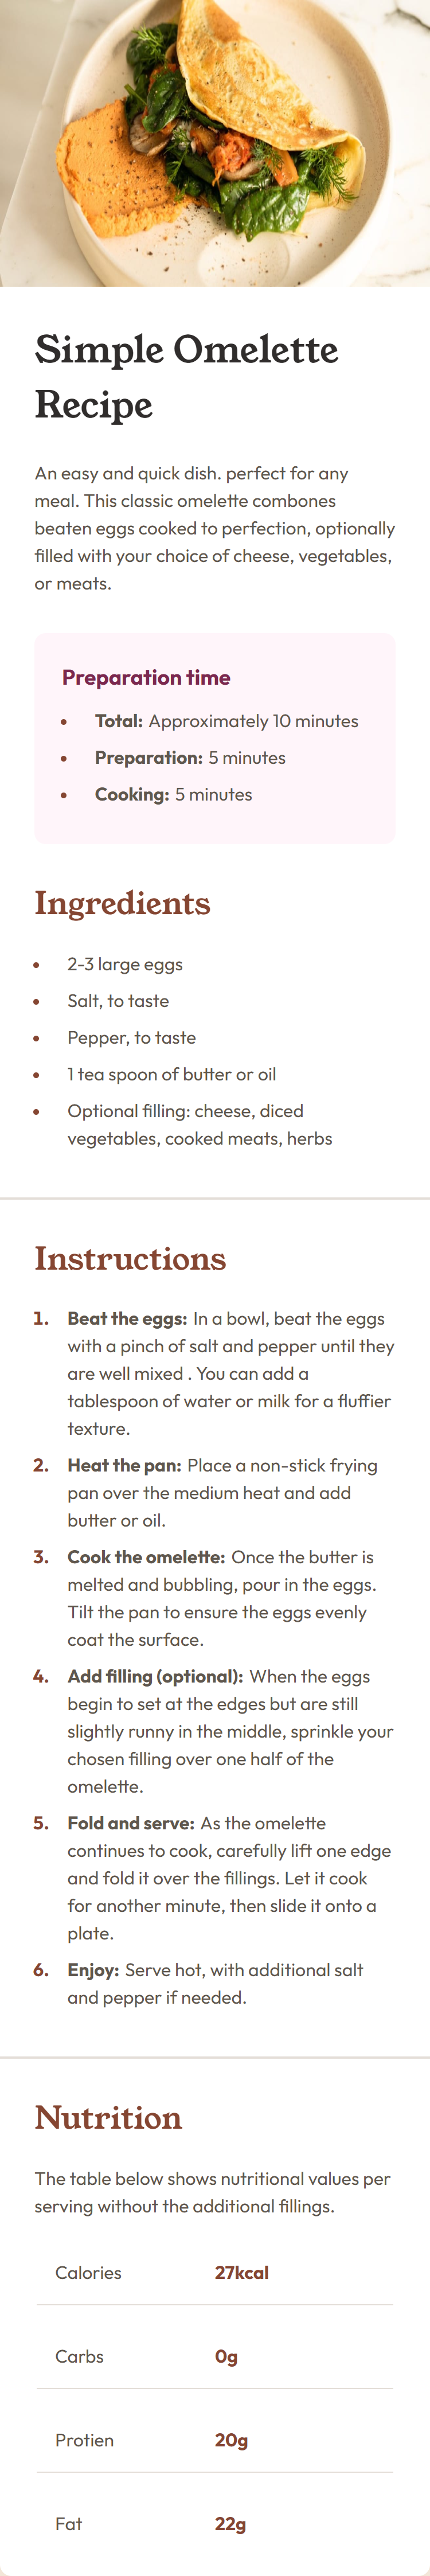 Simple Omelette
Recipe
An easy and quick dish. perfect for any
meal. This classic omelette combones
beaten eggs cooked to perfection, optionally
filled with your choice of cheese, vegetables,
or meats.
Preparation time
• Total: Approximately 10 minutes
• Preparation: 5 minutes
• Cooking: 5 minutes
Ingredients
• 2-3 large eggs
• Salt, to taste
• Pepper, to taste
• 1 tea spoon of butter or oil
• Optional filling: cheese, diced
vegetables, cooked meats, herbs
Instructions
1. Beat the eggs: In a bowl, beat the eggs
with a pinch of salt and pepper until they
are well mixed . You can add a
tablespoon of water or milk for a fluffier
texture.
2. Heat the pan: Place a non-stick frying
pan over the medium heat and add
butter or oil.
3. Cook the omelette: Once the butter is
melted and bubbling, pour in the eggs.
Tilt the pan to ensure the eggs evenly
coat the surface.
4. Add filling (optional): When the eggs
begin to set at the edges but are still
slightly runny in the middle, sprinkle your
chosen filling over one half of the
omelette.
5. Fold and serve: As the omelette
continues to cook, carefully lift one edge
and fold it over the fillings. Let it cook
for another minute, then slide it onto a
plate.
6. Enjoy: Serve hot, with additional salt
and pepper if needed.
Nutrition
The table below shows nutritional values per
serving without the additional fillings.
Calories 27kcal
Carbs 0g
Protien 20g
Fat 22g